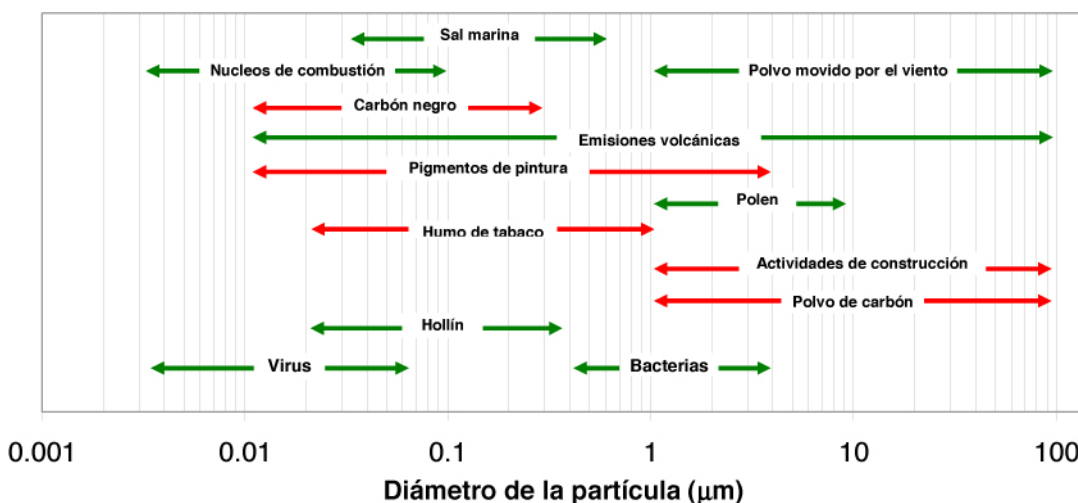 Sal marina
Nucleos de combustión
Polvo movido por el viento
Carbón negro
Emisiones volcánicas
Pigmentos de pintura
Polen
Humo de tabaco
Actividades de construcción
Polvo de carbón
Hollín
Virus
Bacterias
0.001 0.01 0.1 1 10 100
Diámetro de la partícula (μm)